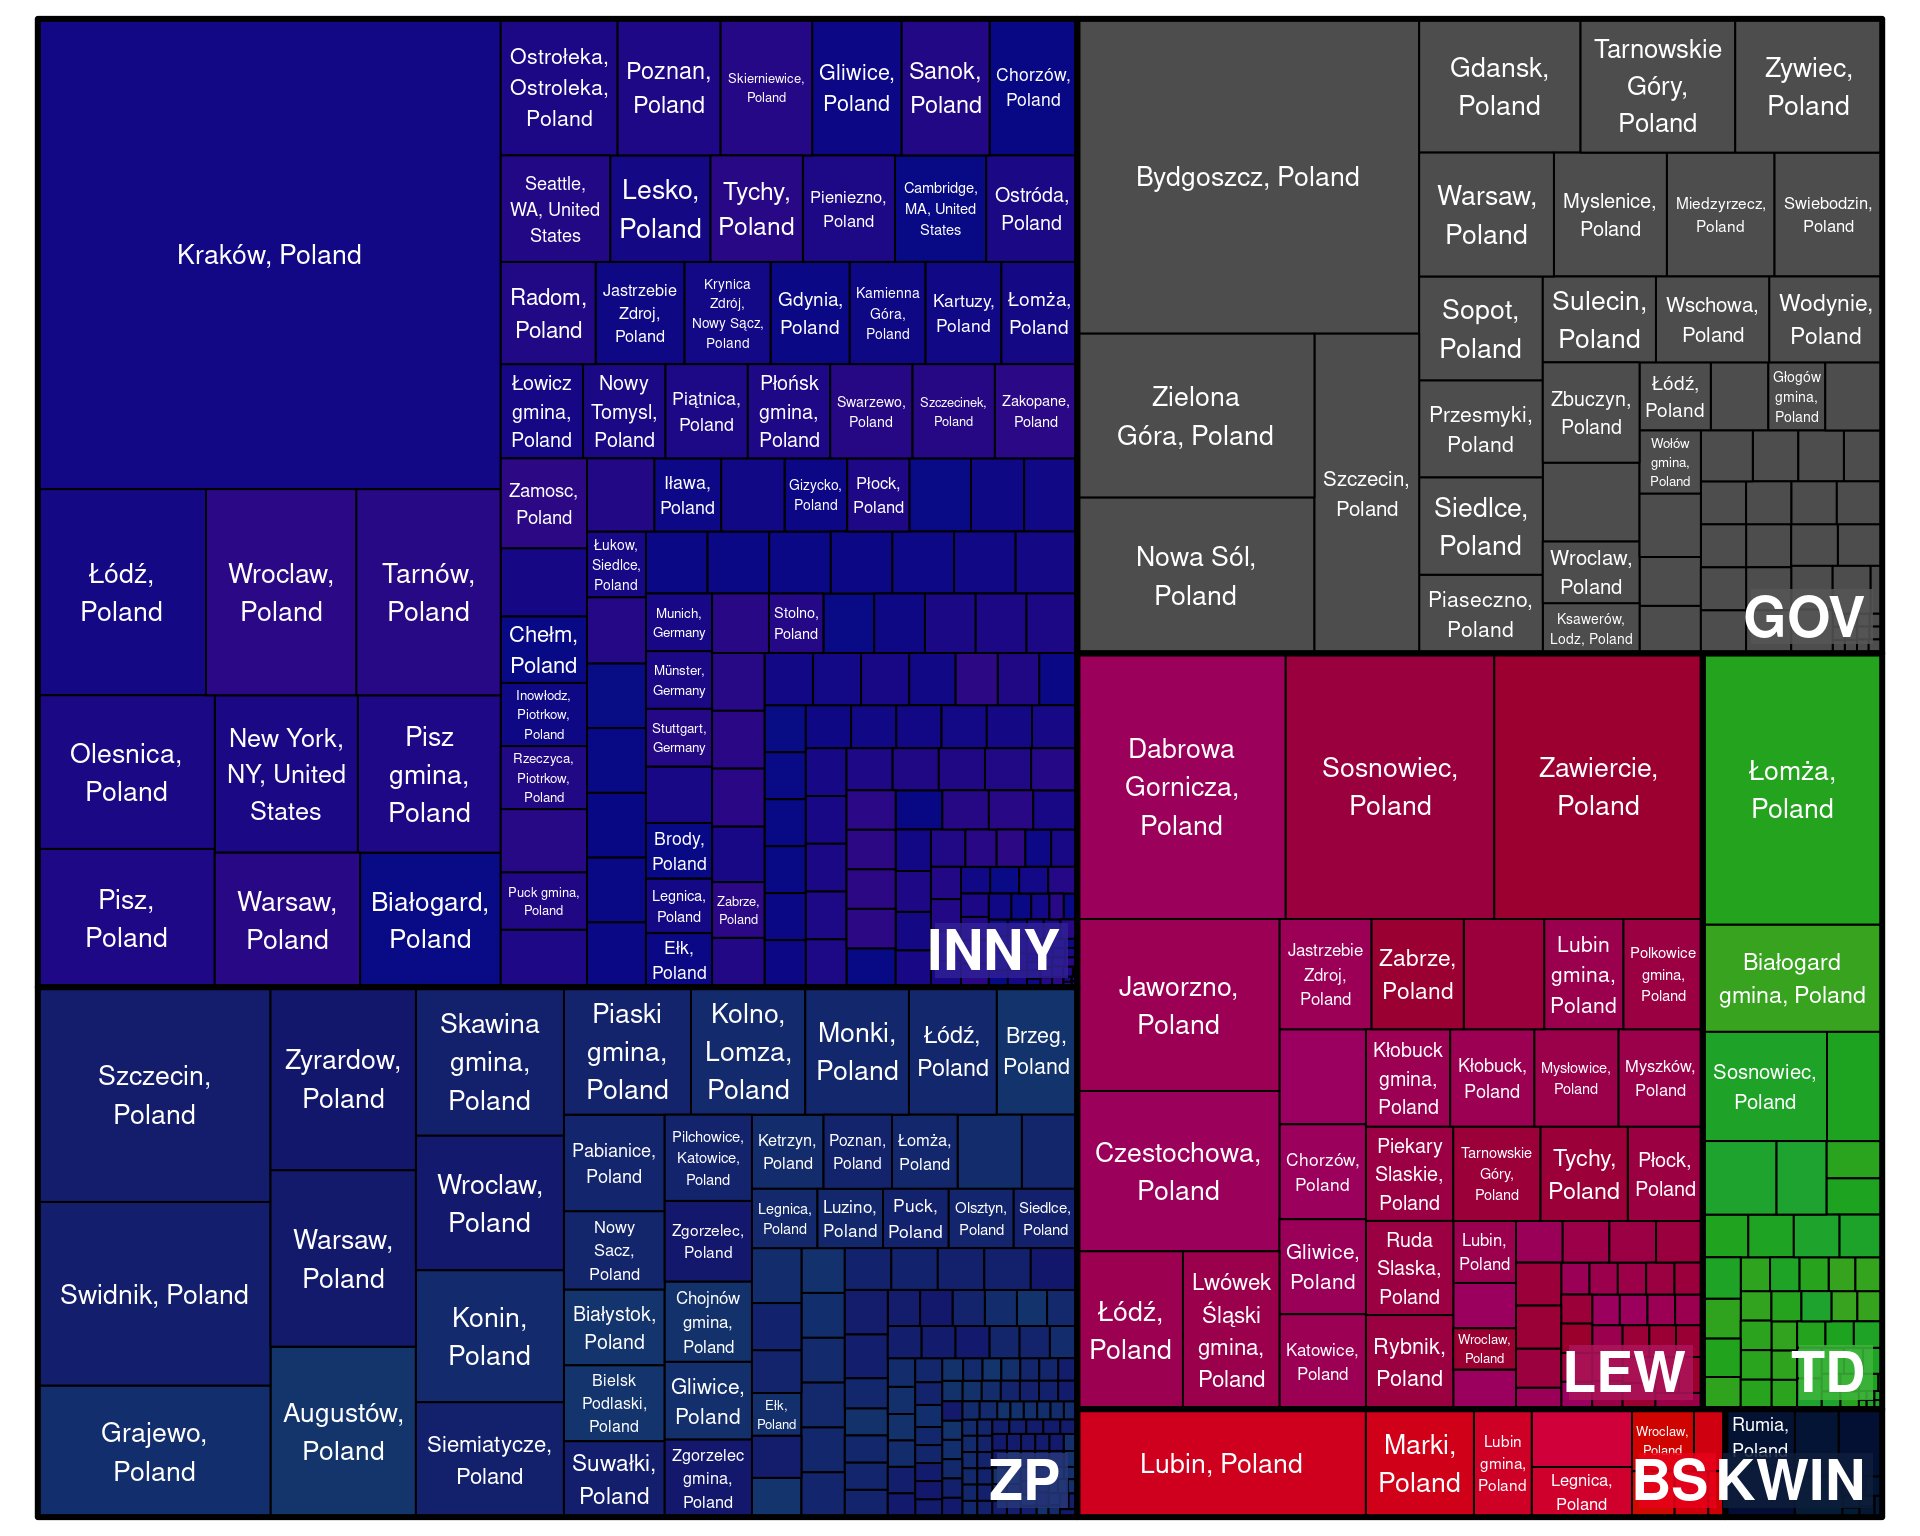 Kraków, Poland
Łódź,
Poland
Wroclaw,
Poland
Tarnów,
Poland
Olesnica,
Poland
New York,
NY, United
States
Pisz
gmina,
Poland
Pisz,
Poland
Warsaw,
Poland
Białogard,
Poland
Ostrołeka,
Ostroleka,
Poland
Poznan,
Poland
Skierniewice,
Poland
Gliwice,
Poland
Sanok,
Poland
Chorzów,
Poland
Seattle,
WA, United
States
Lesko,
Poland
Tychy,
Poland
Pieniezno,
Poland
Cambridge,
MA, United
States
Ostróda,
Poland
Radom,
Poland
Jastrzebie
Zdroj,
Poland
Krynica
Zdrój,
Nowy Sącz,
Poland
Gdynia,
Poland
Kamienna
Góra,
Poland
Kartuzy,
Poland
Łomża,
Poland
Łowicz
gmina,
Poland
Nowy
Tomysl,
Poland
Piątnica,
Poland
Płońsk
gmina,
Poland
Swarzewo,
Poland
Szczecinek,
Poland
Zakopane,
Poland
Zamosc,
Poland
Iława,
Poland
Gizycko,
Poland
Płock,
Poland
Łukow,
Siedlce,
Poland
Chełm,
Poland
Munich,
Germany
Stolno,
Poland
Inowłodz,
Piotrkow,
Poland
Münster,
Germany
Rzeczyca,
Piotrkow,
Poland
Stuttgart,
Germany
Brody,
Poland
Puck gmina,
Poland
Legnica,
Poland
Zabrze,
Poland
Ełk,
Poland
INNY
Bydgoszcz, Poland
Zielona
Góra, Poland
Nowa Sól,
Poland
Szczecin,
Poland
Gdansk,
Poland
Tarnowskie
Góry,
Poland
Zywiec,
Poland
Warsaw,
Poland
Myslenice,
Poland
Miedzyrzecz,
Poland
Swiebodzin,
Poland
Sopot,
Poland
Sulecin,
Poland
Wschowa,
Poland
Wodynie,
Poland
Przesmyki,
Poland
Zbuczyn,
Poland
Łódź,
Poland
Głogów
gmina,
Poland
Wołów
gmina,
Poland
Siedlce,
Poland
Wroclaw,
Poland
Piaseczno,
Poland
Ksawerów,
Lodz, Poland
GOV
Szczecin,
Poland
Swidnik, Poland
Grajewo,
Poland
Zyrardow,
Poland
Warsaw,
Poland
Augustów,
Poland
Skawina
gmina,
Poland
Wroclaw,
Poland
Konin,
Poland
Siemiatycze,
Poland
Piaski
gmina,
Poland
Kolno,
Lomza,
Poland
Monki,
Poland
Łódź,
Poland
Brzeg,
Poland
Pabianice,
Poland
Pilchowice,
Katowice,
Poland
Ketrzyn,
Poland
Poznan,
Poland
Łomża,
Poland
Nowy
Sacz,
Poland
Zgorzelec,
Poland
Legnica,
Poland
Luzino,
Poland
Puck,
Poland
Olsztyn,
Poland
Siedlce,
Poland
Białystok,
Poland
Chojnów
gmina,
Poland
Bielsk
Podlaski,
Poland
Gliwice,
Poland
Ełk,
Poland
Suwałki,
Poland
Zgorzelec
gmina,
Poland
ZP
Dabrowa
Gornicza,
Poland
Sosnowiec,
Poland
Zawiercie,
Poland
Jaworzno,
Poland
Czestochowa,
Poland
Łódź,
Poland
Lwówek
Śląski
gmina,
Poland
Jastrzebie
Zdroj,
Poland
Zabrze,
Poland
Lubin
gmina,
Poland
Polkowice
gmina,
Poland
Kłobuck
gmina,
Poland
Kłobuck,
Poland
Mysłowice,
Poland
Myszków,
Poland
Chorzów,
Poland
Piekary
Slaskie,
Poland
Tarnowskie
Góry,
Poland
Tychy,
Poland
Płock,
Poland
Gliwice,
Poland
Ruda
Slaska,
Poland
Lubin,
Poland
Katowice,
Poland
Rybnik,
Poland
Wroclaw,
Poland
LEW
Łomża,
Poland
Białogard
gmina, Poland
Sosnowiec,
Poland
TD
Lubin, Poland
Marki,
Poland
Lubin
gmina,
Poland
Legnica,
Poland
Wroclaw,
Poland
BS
Rumia,
Poland
KWIN